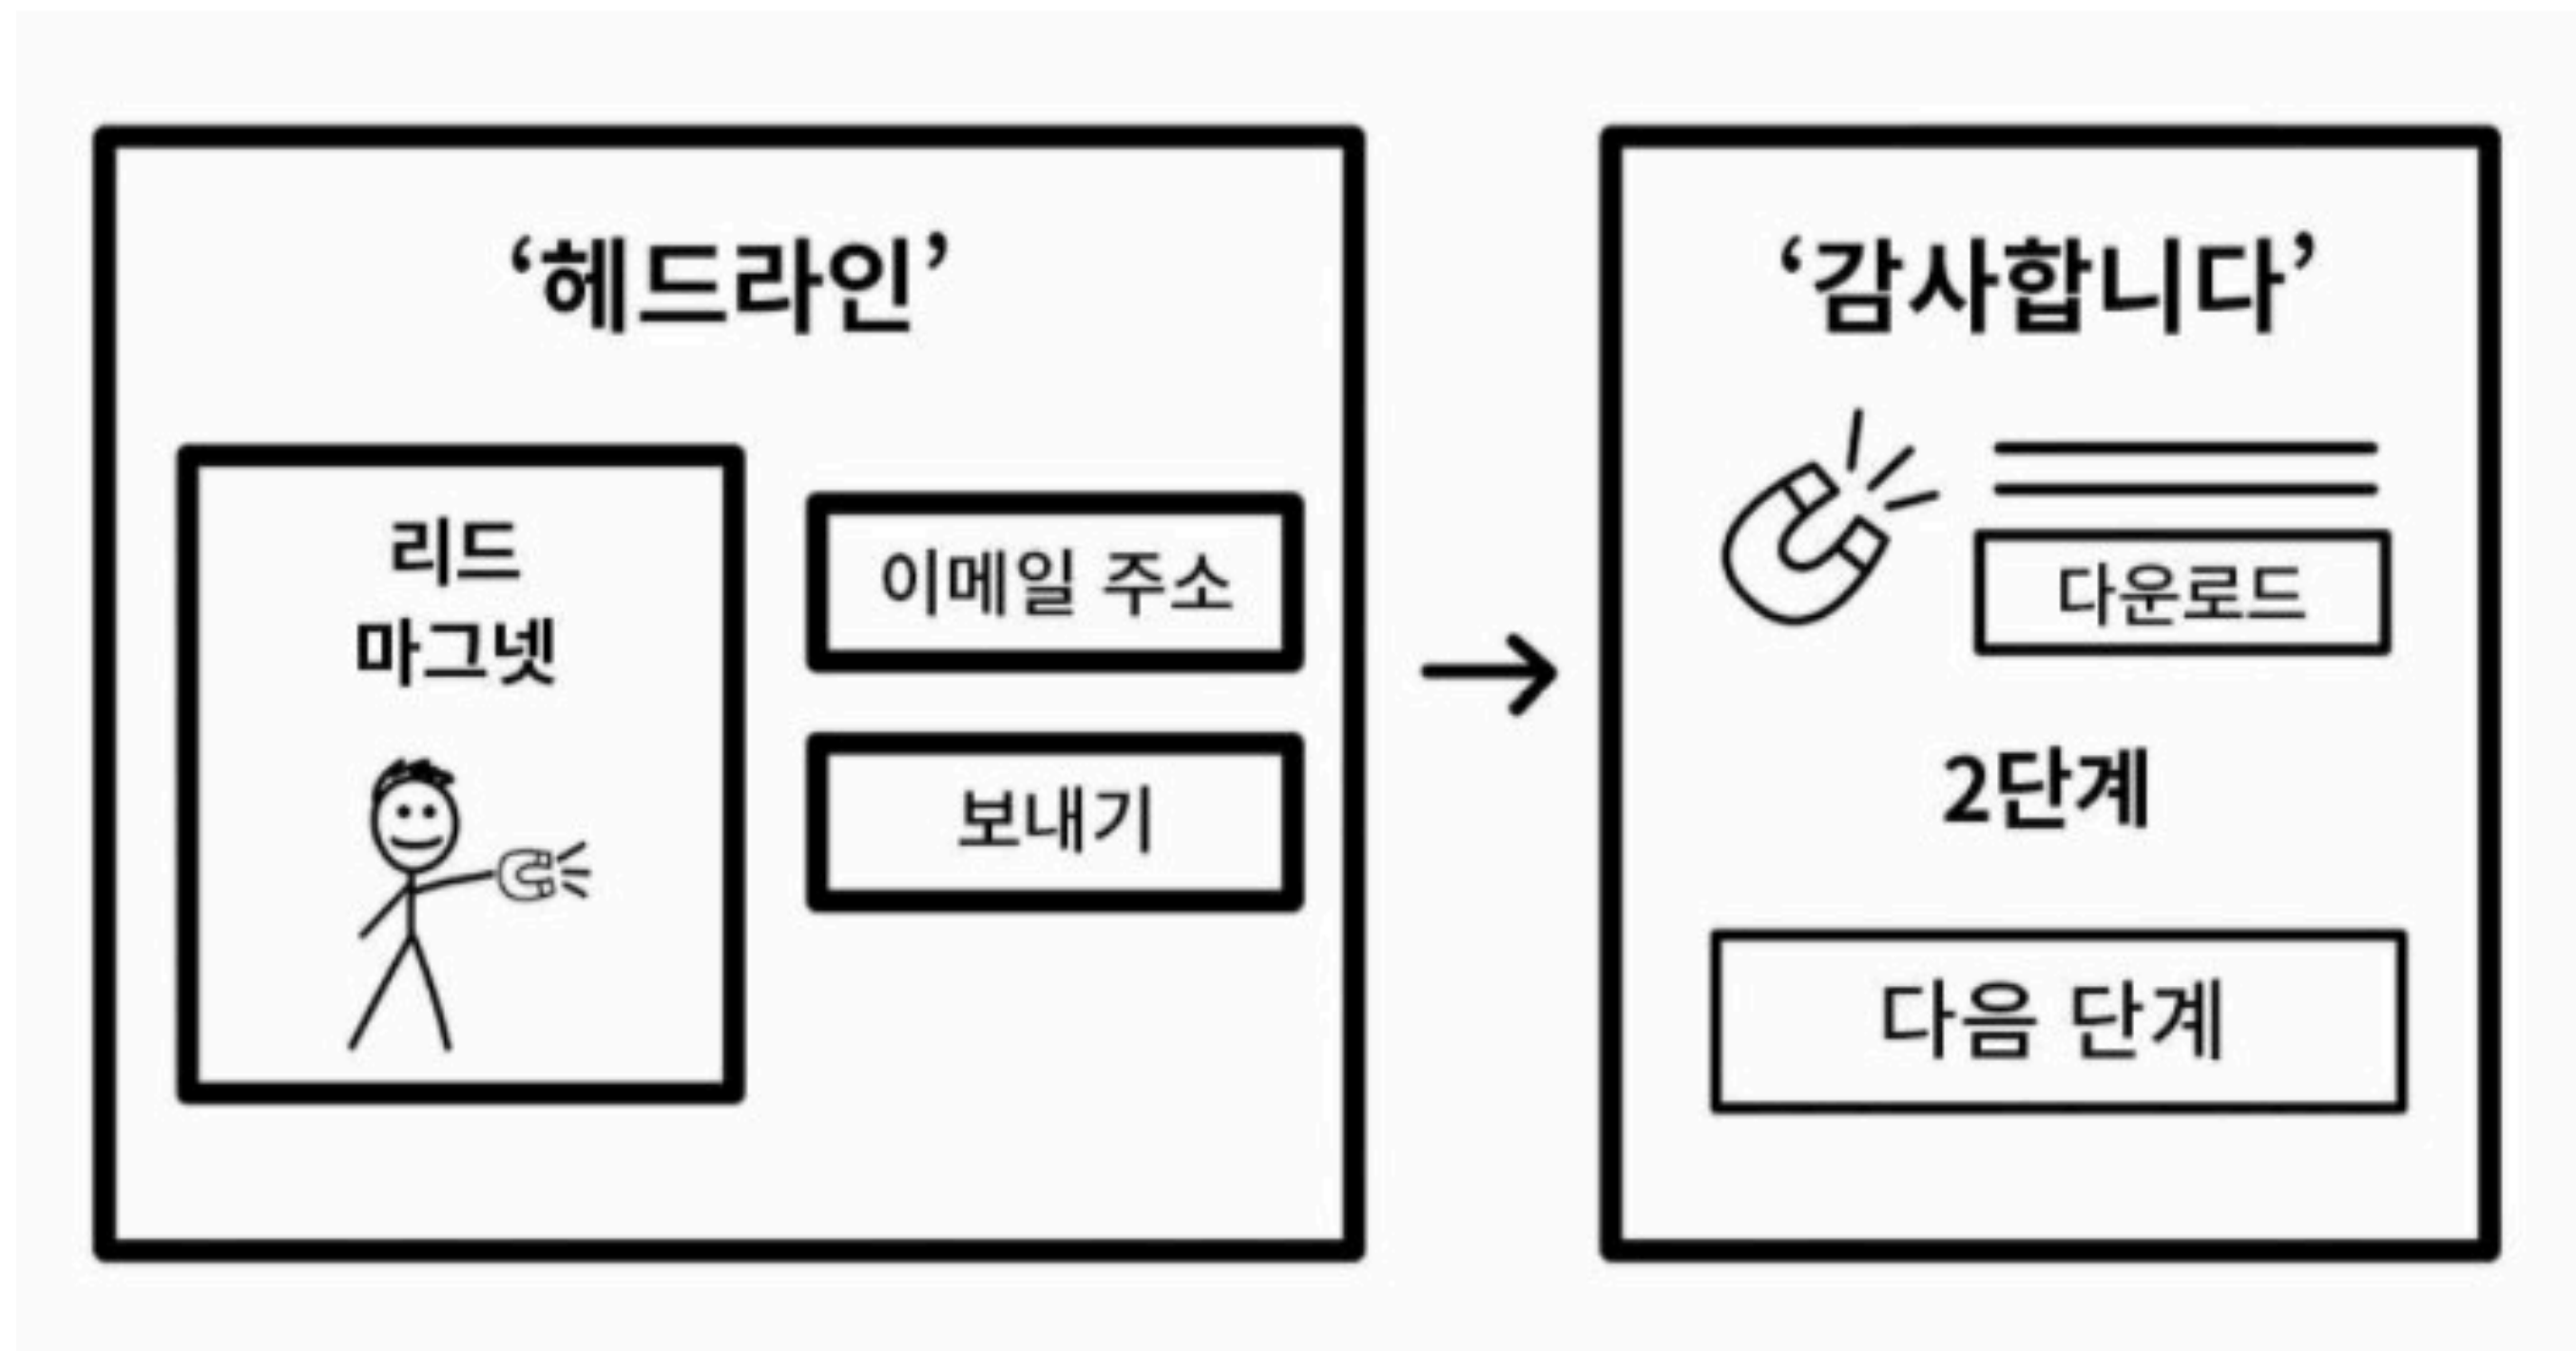 ‘헤드라인’
리드
마그넷
이메일 주소
보내기
‘감사합니다’
다운로드
2단계
다음 단계